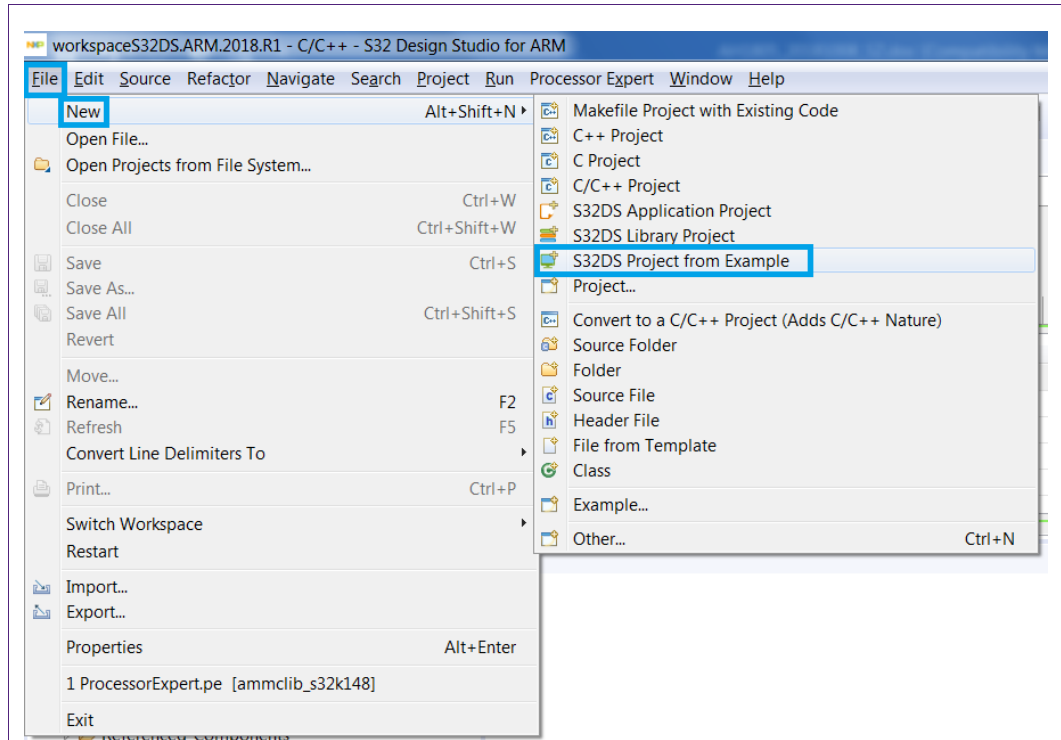 NXP workspaceS32DS.ARM.2018.R1 - C/C++ - S32 Design Studio for ARM
File Edit Source Refactor Navigate Search Project Run Processor Expert Window Help
New Alt+Shift+N
Open File...
Open Projects from File System...
Close Ctrl+W
Close All Ctrl+Shift+W
Save Ctrl+S
Save As...
Save All Ctrl+Shift+S
Revert
Move...
Rename... F2
Refresh F5
Convert Line Delimiters To
Print... Ctrl+P
Switch Workspace
Restart
Import...
Export...
Properties Alt+Enter
1 ProcessorExpert.pe [ammclib_s32k148]
Exit
Makefile Project with Existing Code
C++ Project
C Project
C/C++ Project
S32DS Application Project
S32DS Library Project
S32DS Project from Example
Project...
Convert to a C/C++ Project (Adds C/C++ Nature)
Source Folder
Folder
Source File
Header File
File from Template
Class
Example...
Other... Ctrl+N
Referenced_Components